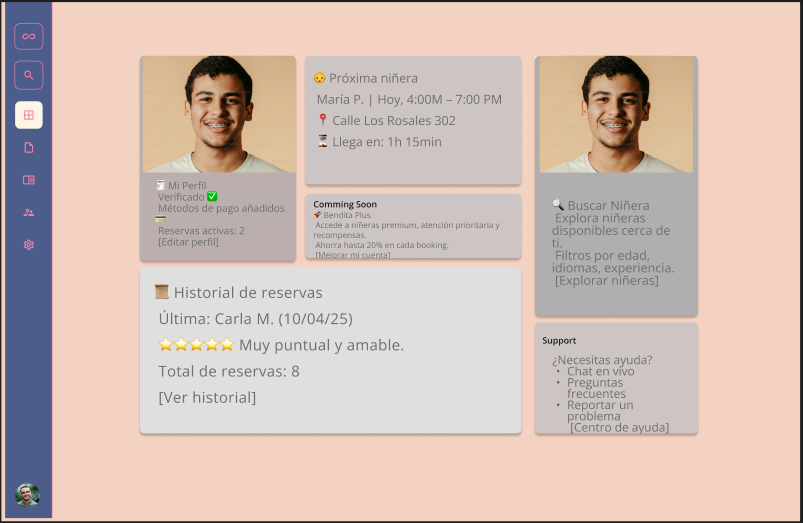 Mi Perfil
Verificado ✅
Métodos de pago añadidos
💳
Reservas activas: 2
[Editar perfil]
👶 Próxima niñera
María P. | Hoy, 4:00M – 7:00 PM
📍 Calle Los Rosales 302
⌛ Llega en: 1h 15min
Comming Soon
🚀 Bendita Plus
Accede a niñeras premium, atención prioritaria y
recompensas.
Ahorra hasta 20% en cada booking.
[Mejorar mi cuenta]
📜 Historial de reservas
Última: Carla M. (10/04/25)
⭐⭐⭐⭐⭐ Muy puntual y amable.
Total de reservas: 8
[Ver historial]
🔍 Buscar Niñera
Explora niñeras
disponibles cerca de
ti.
Filtros por edad,
idiomas, experiencia.
[Explorar niñeras]
Support
¿Necesitas ayuda?
• Chat en vivo
• Preguntas
frecuentes
• Reportar un
problema
[Centro de ayuda]